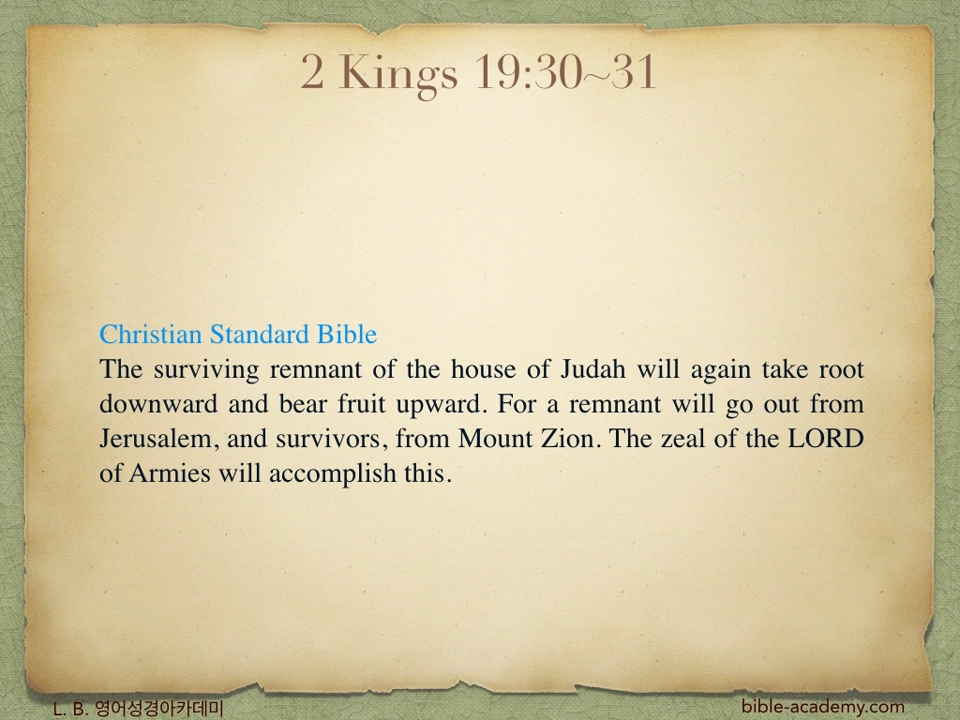 2 Kings 19:30~31
Christian Standard Bible
The surviving remnant of the house of Judah will again take root
downward and bear fruit upward. For a remnant will go out from
Jerusalem, and survivors, from Mount Zion. The zeal of the LORD
of Armies will accomplish this.
L. B. 영어성경아카데미
bible-academy.com